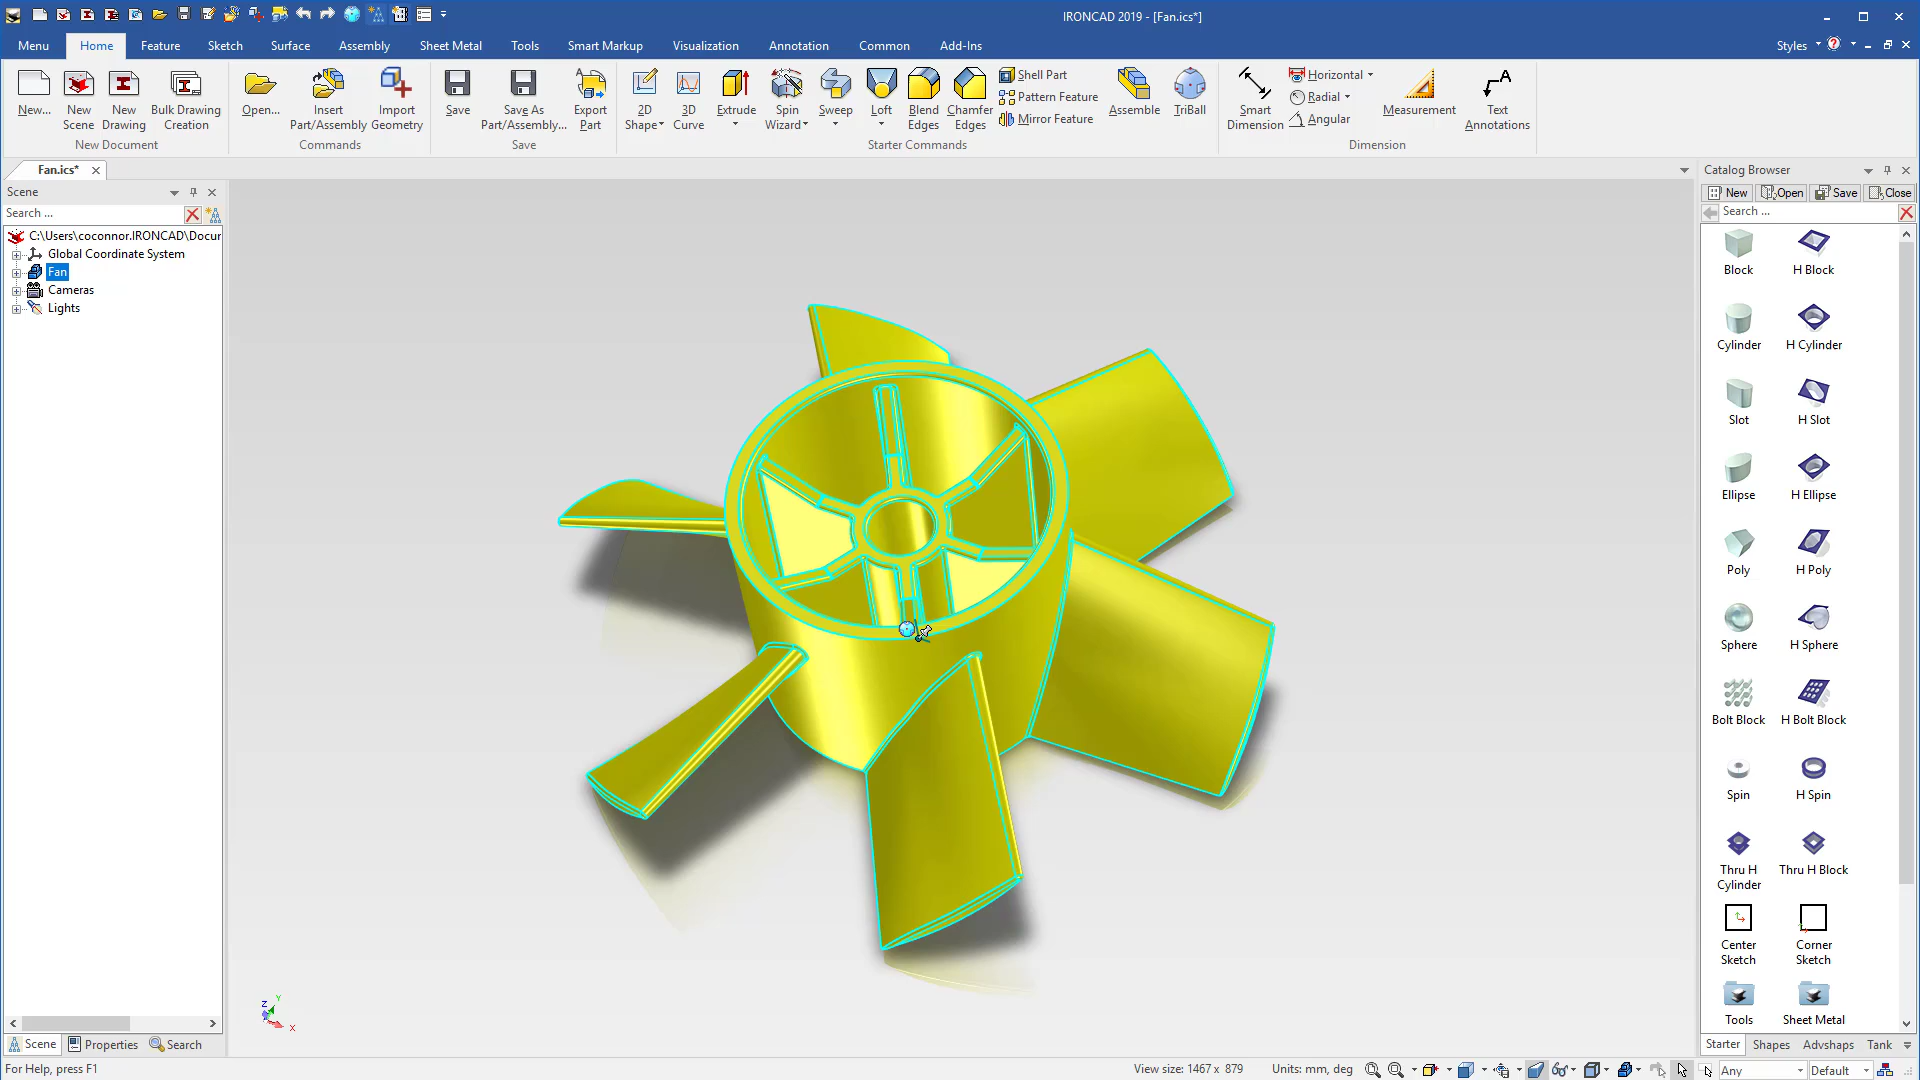 IRONCAD 2019 - [Fan.ics*]
Menu Home Feature Sketch Surface Assembly Sheet Metal Tools Smart Markup Visualization Annotation Common Add-Ins Styles
New... New Scene New Drawing Bulk Drawing Creation
New Document
Open... Insert Part/Assembly Import Geometry
Commands
Save Save As Part/Assembly... Export Part
Save
2D Shape 3D Curve Extrude Spin Wizard Sweep Loft Blend Edges Chamfer Edges Shell Part Pattern Feature Mirror Feature Assemble TriBall
Starter Commands
Smart Dimension Horizontal Radial Angular Measurement Text Annotations
Dimension
Fan.ics*
Scene
Search ...
C:\Users\coconnor.IRONCAD\Docur
Global Coordinate System
Fan
Cameras
Lights
Z Y X
Scene Properties Search
Catalog Browser
New Open Save Close
Search ...
Block H Block
Cylinder H Cylinder
Slot H Slot
Ellipse H Ellipse
Poly H Poly
Sphere H Sphere
Bolt Block H Bolt Block
Spin H Spin
Thru H Cylinder Thru H Block
Center Sketch Corner Sketch
Tools Sheet Metal
Starter Shapes Advshaps Tank
For Help, press F1
View size: 1467 x 879 Units: mm, deg Any Default